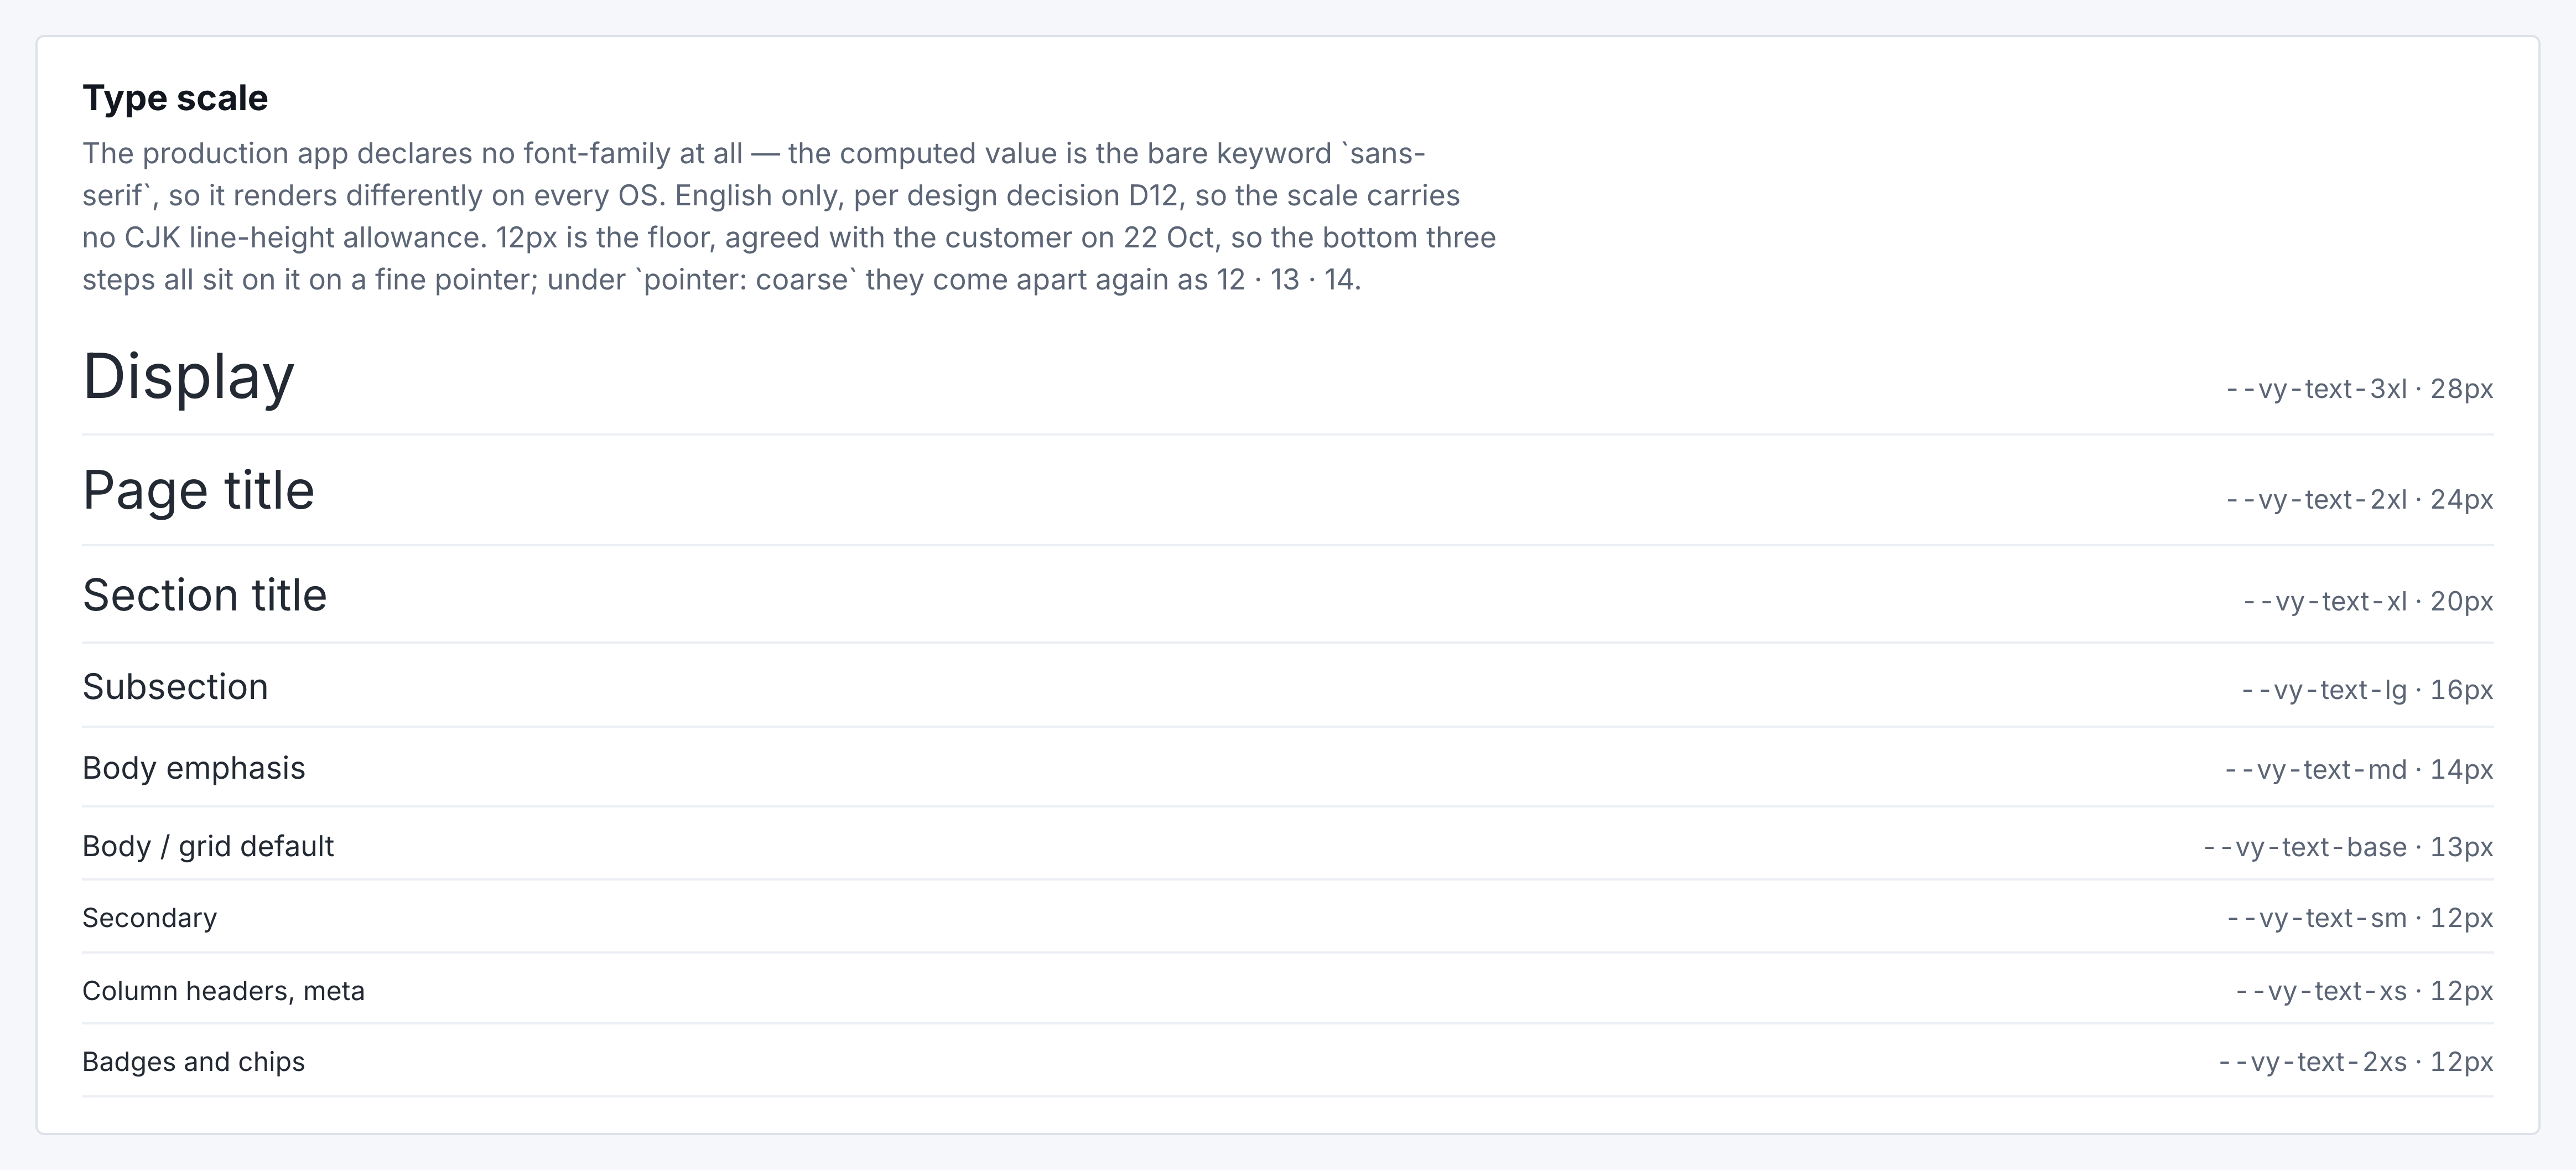 Type scale
The production app declares no font-family at all — the computed value is the bare keyword `sans-
serif`, so it renders differently on every OS. English only, per design decision D12, so the scale carries
no CJK line-height allowance. 12px is the floor, agreed with the customer on 22 Oct, so the bottom three
steps all sit on it on a fine pointer; under `pointer: coarse` they come apart again as 12 · 13 · 14.
Display --vy-text-3xl · 28px
Page title --vy-text-2xl · 24px
Section title --vy-text-xl · 20px
Subsection --vy-text-lg · 16px
Body emphasis --vy-text-md · 14px
Body / grid default --vy-text-base · 13px
Secondary --vy-text-sm · 12px
Column headers, meta --vy-text-xs · 12px
Badges and chips --vy-text-2xs · 12px